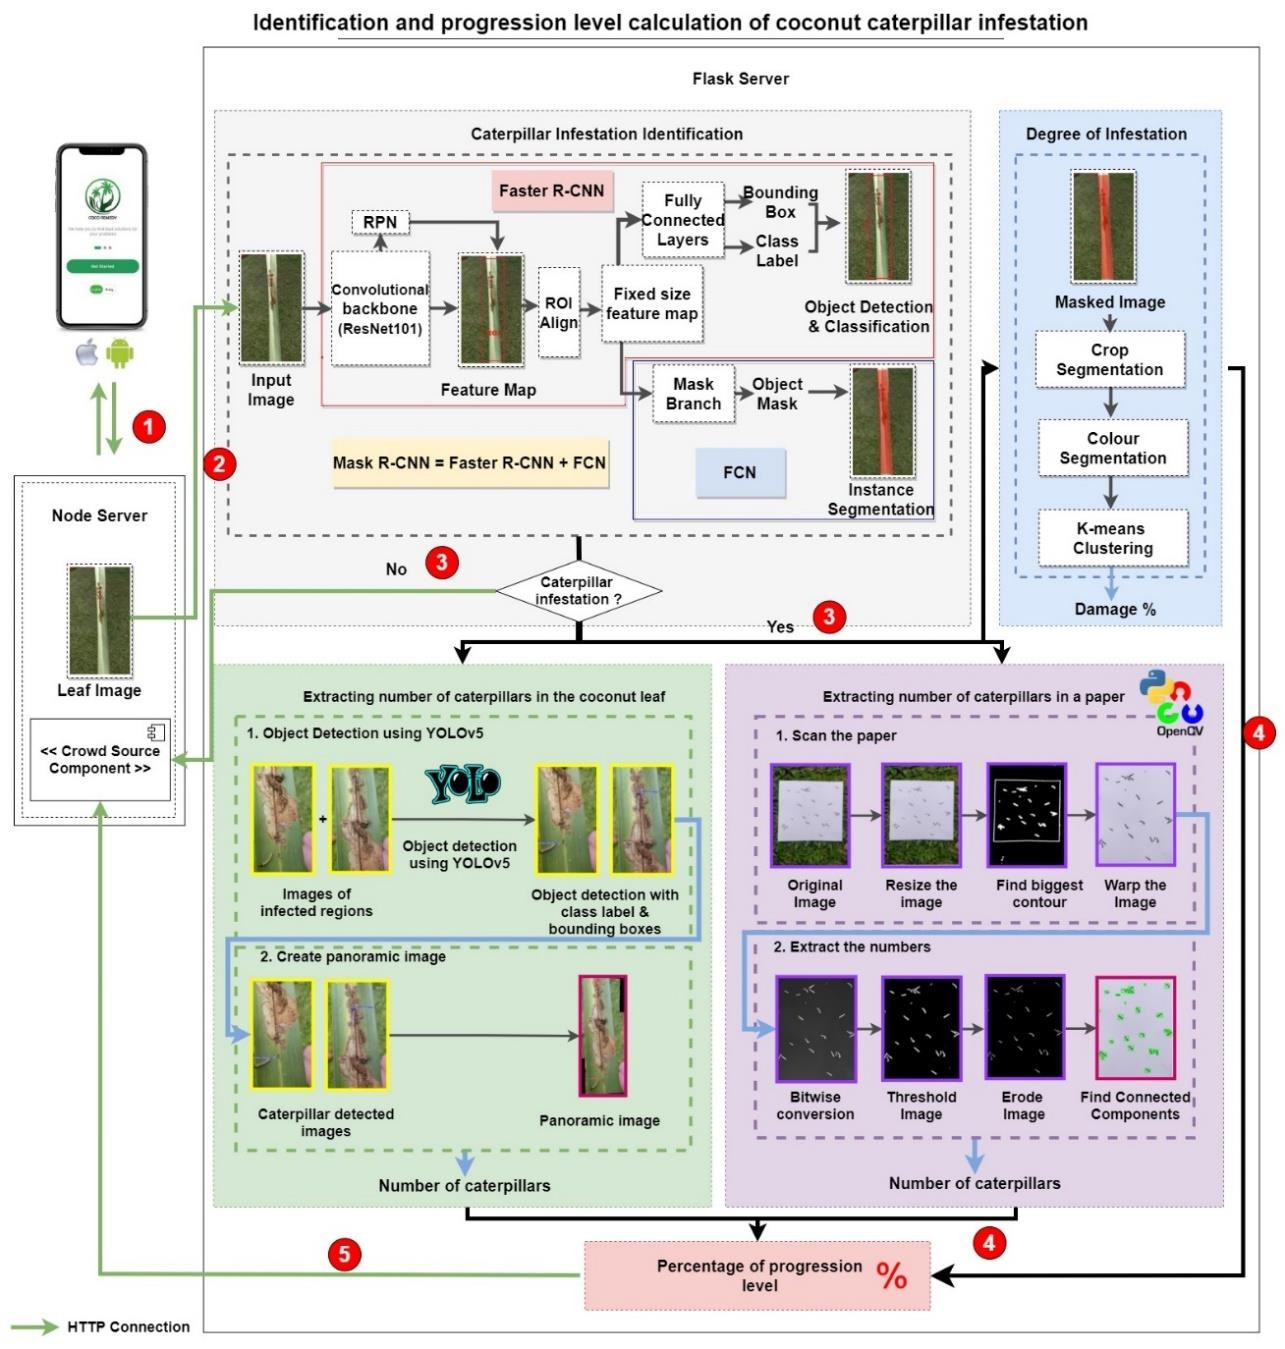 Identification and progression level calculation of coconut caterpillar infestation
Flask Server
Caterpillar Infestation Identification
Faster R-CNN
RPN
Convolutional
backbone
(ResNet101)
Input
Image
Feature Map
ROI
Align
Fixed size
feature map
Fully
Connected
Layers
Bounding
Box
Class
Label
Object Detection
& Classification
Mask
Branch
Object
Mask
Instance
Segmentation
FCN
Mask R-CNN = Faster R-CNN + FCN
Degree of Infestation
Masked Image
Crop
Segmentation
Colour
Segmentation
K-means
Clustering
Damage %
COCO REMEDY
Get Started
1
2
Node Server
Leaf Image
<< Crowd Source
Component >>
No
3
Caterpillar
infestation ?
Yes
3
4
Extracting number of caterpillars in the coconut leaf
1. Object Detection using YOLOv5
YOLO
+
Object detection
using YOLOv5
Images of
infected regions
Object detection with
class label &
bounding boxes
2. Create panoramic image
Caterpillar detected
images
Panoramic image
Number of caterpillars
Extracting number of caterpillars in a paper
OpenCV
1. Scan the paper
Original
Image
Resize the
image
Find biggest
contour
Warp the
Image
2. Extract the numbers
Bitwise
conversion
Threshold
Image
Erode
Image
Find Connected
Components
Number of caterpillars
4
5
Percentage of progression
level
%
HTTP Connection